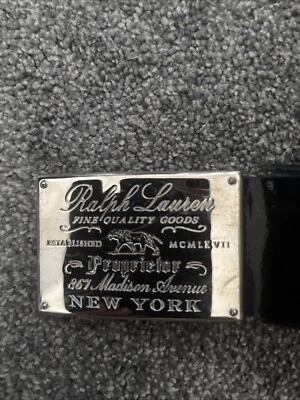 Ralph Lauren
FINE QUALITY GOODS
ESTABLISHED MCMLXVII
Proprietor
867 Madison Avenue
NEW YORK